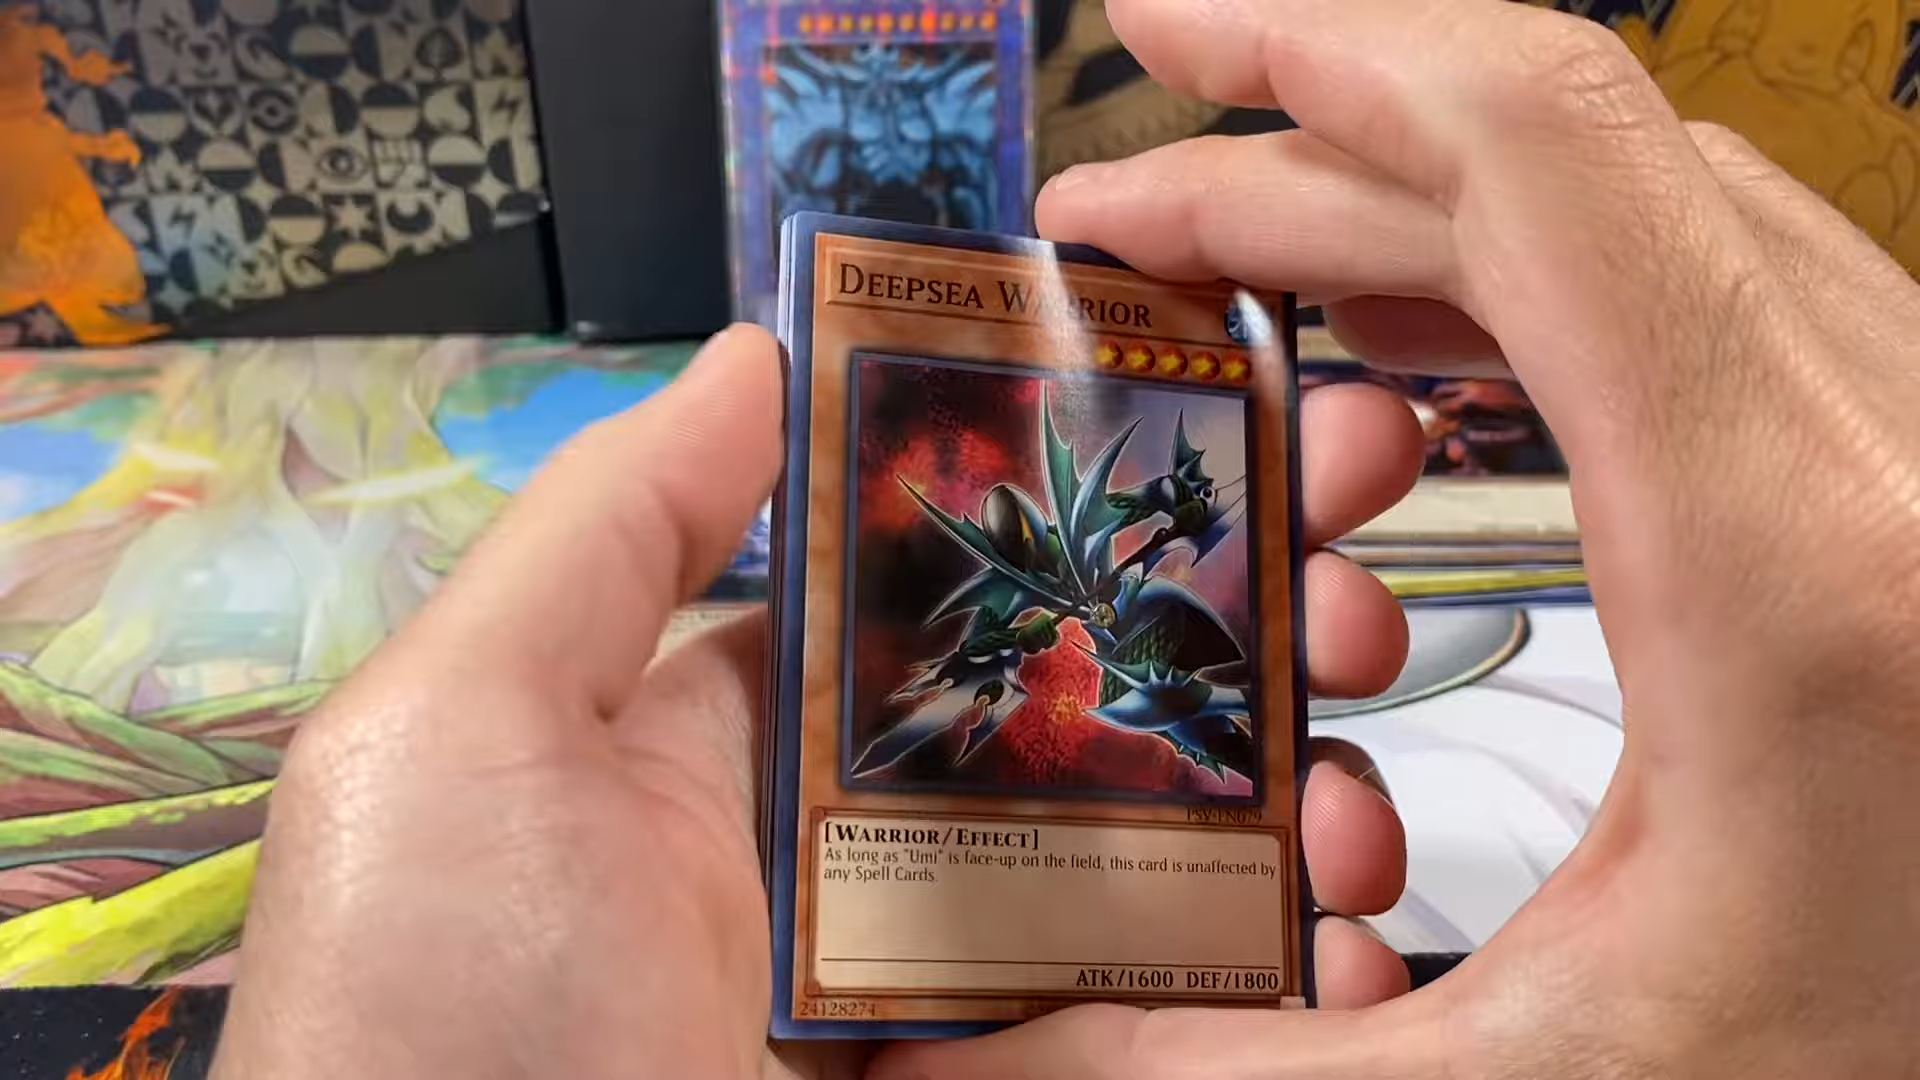 DEEPSEA WARRIOR
PSV-EN079
[WARRIOR/EFFECT]
As long as "Umi" is face-up on the field, this card is unaffected by
any Spell Cards.
ATK/1600 DEF/1800
24128274